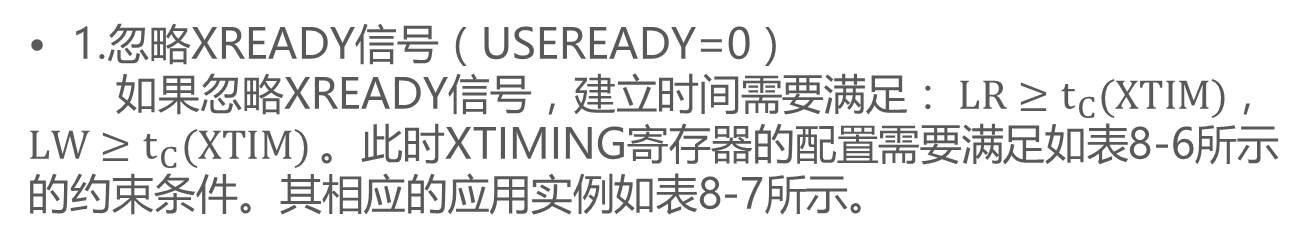 • 1.忽略XREADY信号（USEREADY=0）
如果忽略XREADY信号，建立时间需要满足：LR ≥ t_C(XTIM)，
LW ≥ t_C(XTIM)。此时XTIMING寄存器的配置需要满足如表8-6所示
的约束条件。其相应的应用实例如表8-7所示。